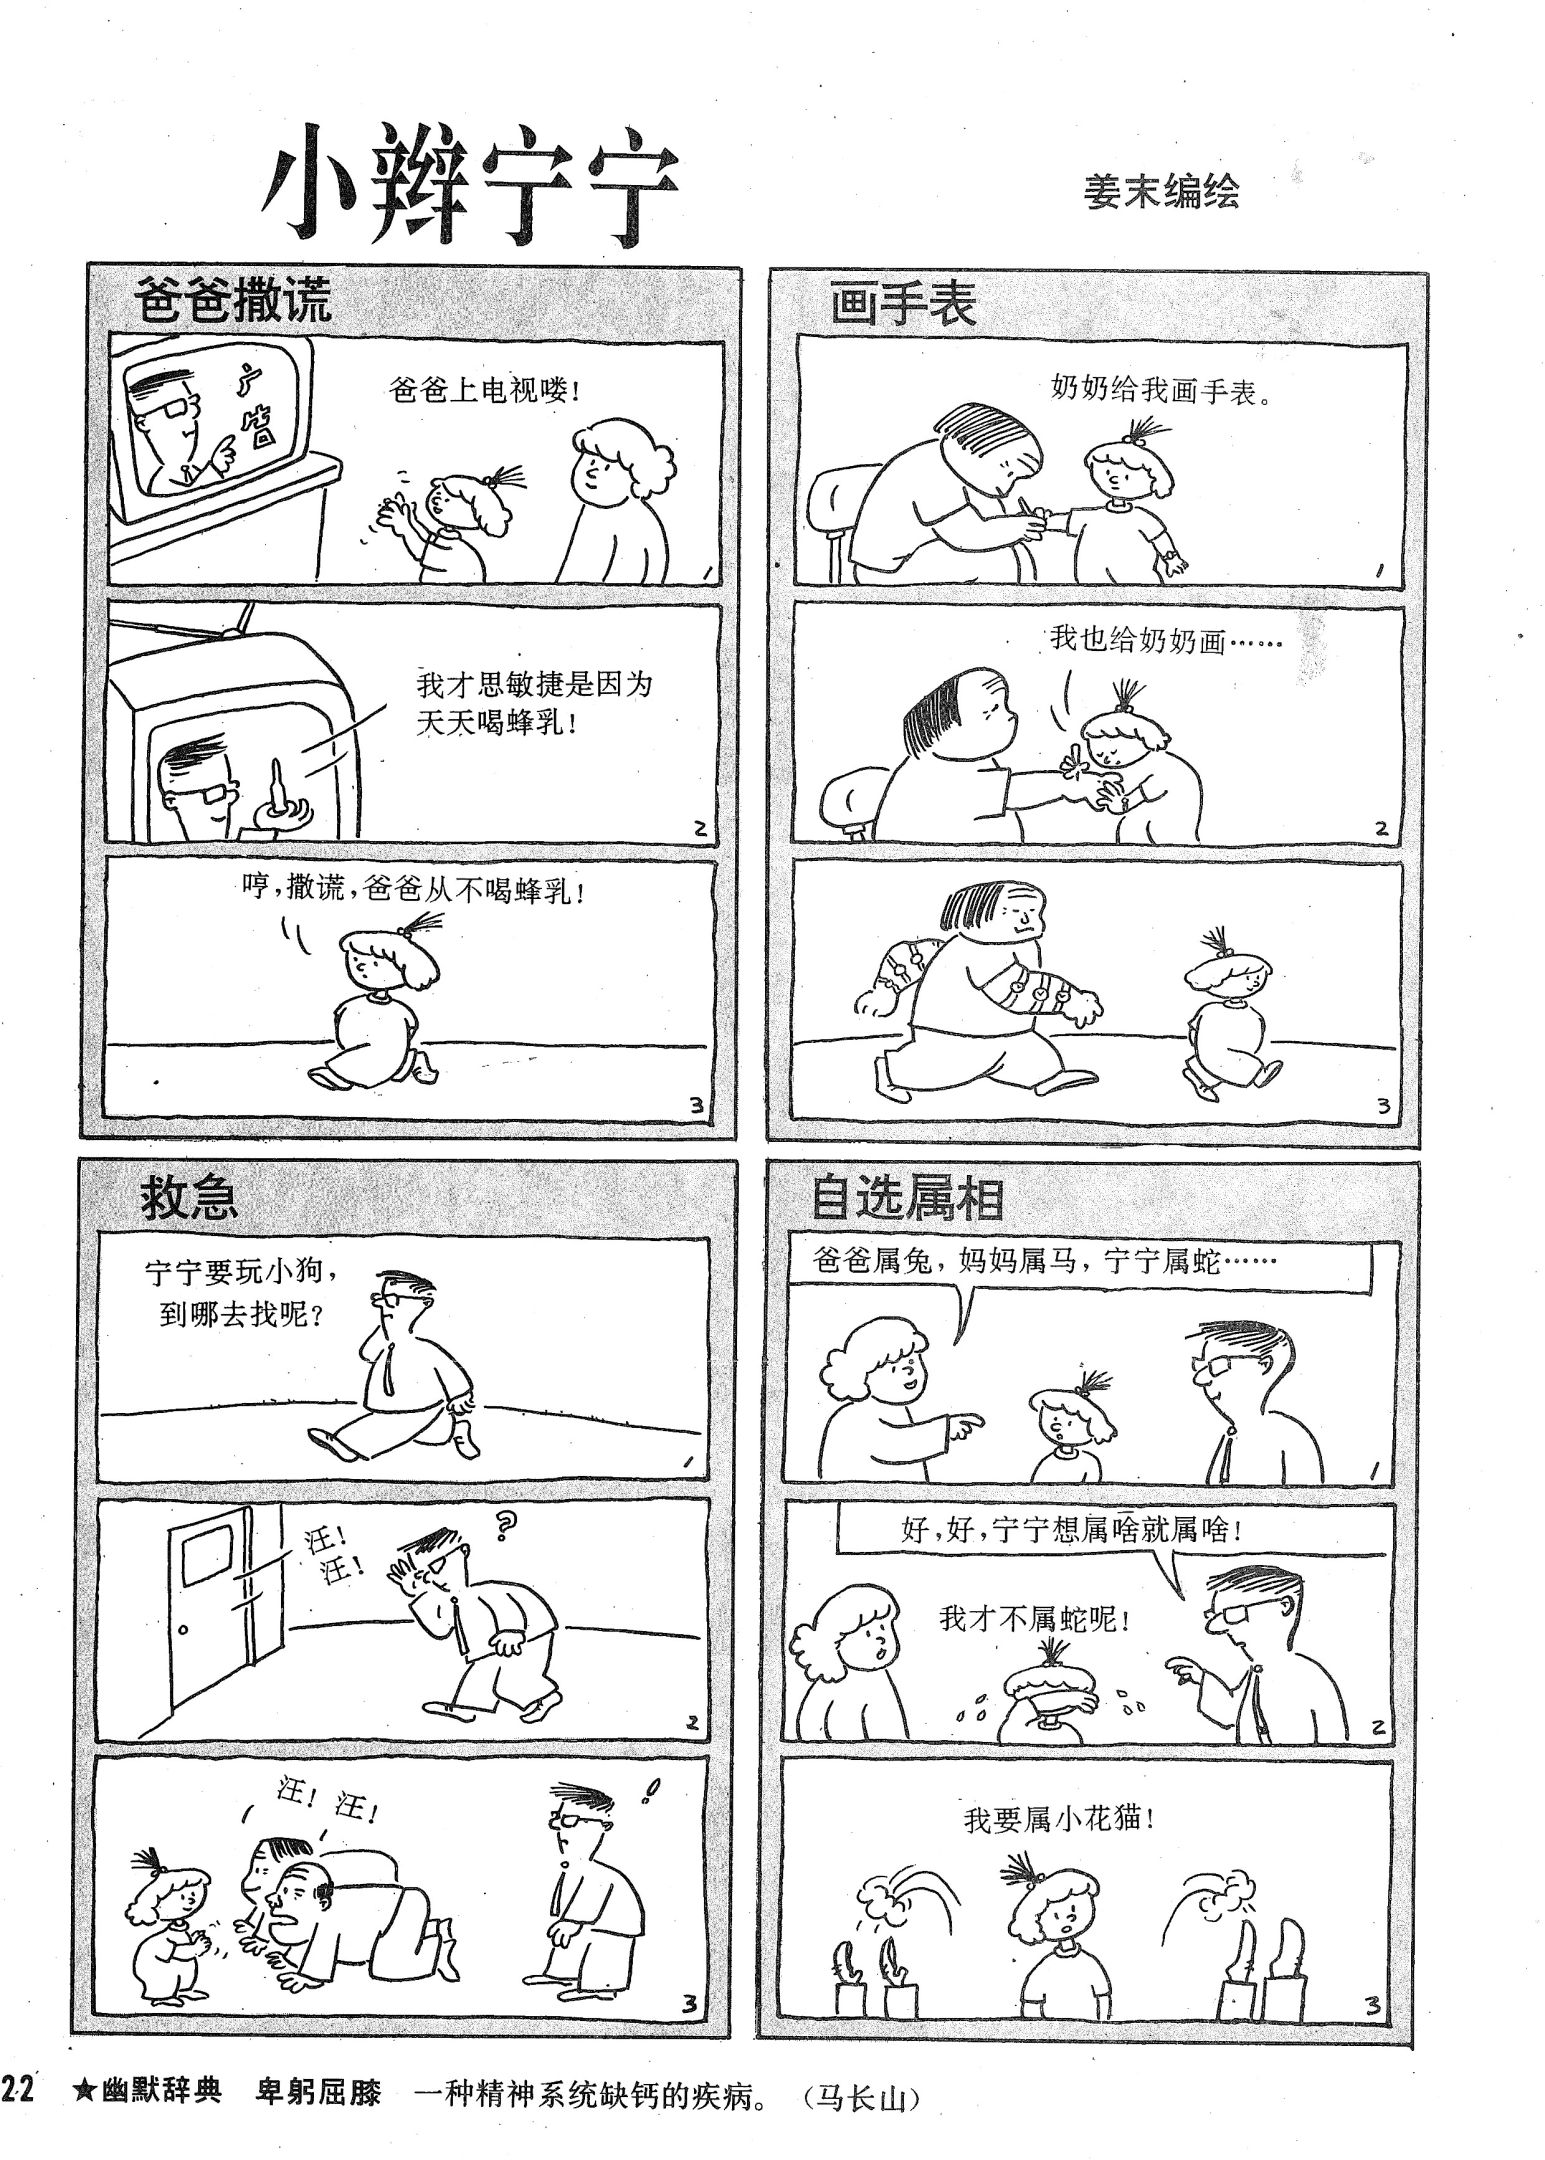 小辫宁宁
姜末编绘
爸爸撒谎
广告
爸爸上电视喽!
1
我才思敏捷是因为
天天喝蜂乳!
2
哼,撒谎,爸爸从不喝蜂乳!
3
画手表
奶奶给我画手表。
1
我也给奶奶画……
2
3
救急
宁宁要玩小狗,
到哪去找呢?
1
汪!
汪!
?
2
汪!汪!
!
3
自选属相
爸爸属兔,妈妈属马,宁宁属蛇……
1
好,好,宁宁想属啥就属啥!
我才不属蛇呢!
2
我要属小花猫!
3
22 ★幽默辞典 卑躬屈膝 一种精神系统缺钙的疾病。(马长山)